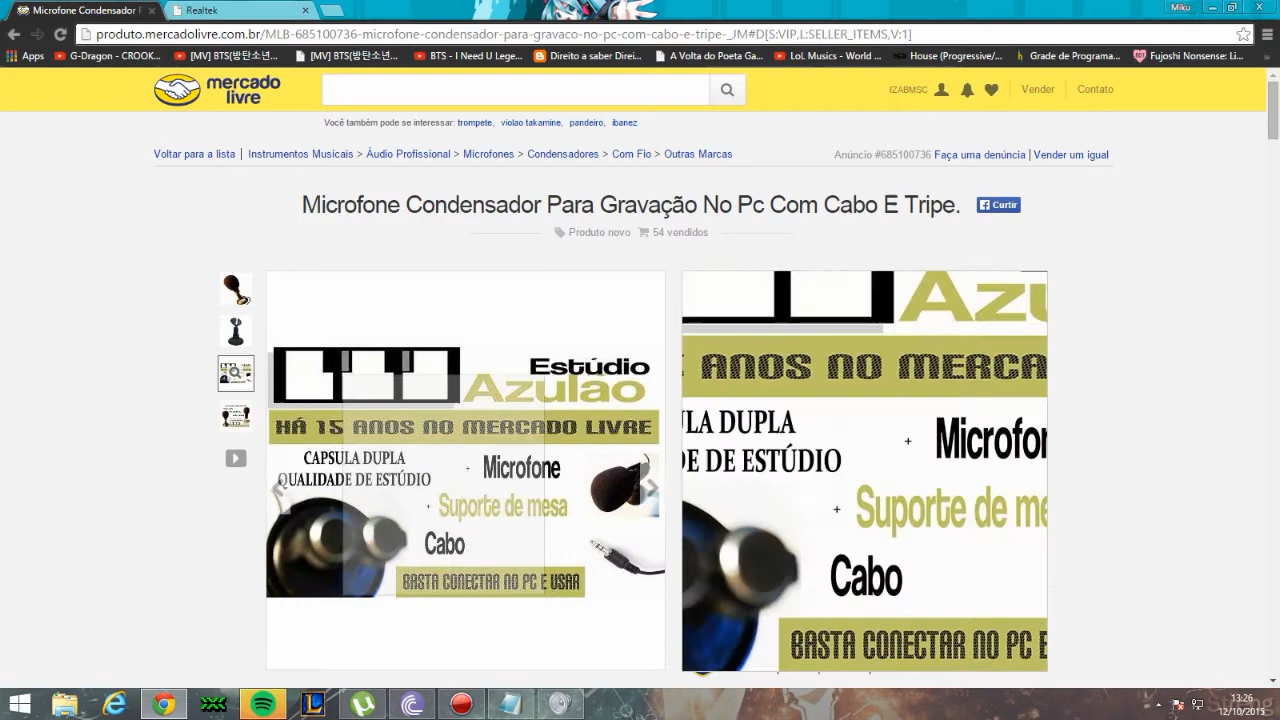 Microfone Condensador P
Realtek
Miku
produto.mercadolivre.com.br/MLB-685100736-microfone-condensador-para-gravaco-no-pc-com-cabo-e-tripe-_JM#D[S:VIP,L:SELLER_ITEMS,V:1]
Apps
G-Dragon - CROOK...
[MV] BTS(방탄소년...
[MV] BTS(방탄소년...
BTS - I Need U Lege...
Direito a saber Direi...
A Volta do Poeta Ga...
LoL Musics - World ...
House (Progressive/...
Grade de Programa...
Fujoshi Nonsense: Li...
mercado
livre
IZABMSC
Vender
Contato
Você também pode se interessar: trompete, violao takamine, pandeiro, ibanez
Voltar para a lista | Instrumentos Musicais > Áudio Profissional > Microfones > Condensadores > Com Fio > Outras Marcas
Anúncio #685100736 Faça uma denúncia | Vender um igual
Microfone Condensador Para Gravação No Pc Com Cabo E Tripe.
Curtir
Produto novo 54 vendidos
Estúdio
Azulão
HÁ 15 ANOS NO MERCADO LIVRE
CAPSULA DUPLA
QUALIDADE DE ESTÚDIO
+ Microfone
+ Suporte de mesa
Cabo
BASTA CONECTAR NO PC E USAR
Azu
ANOS NO MERCA
LA DUPLA
E DE ESTÚDIO
+ Microfon
+ Suporte de me
Cabo
BASTA CONECTAR NO PC E
13:26
12/10/2015